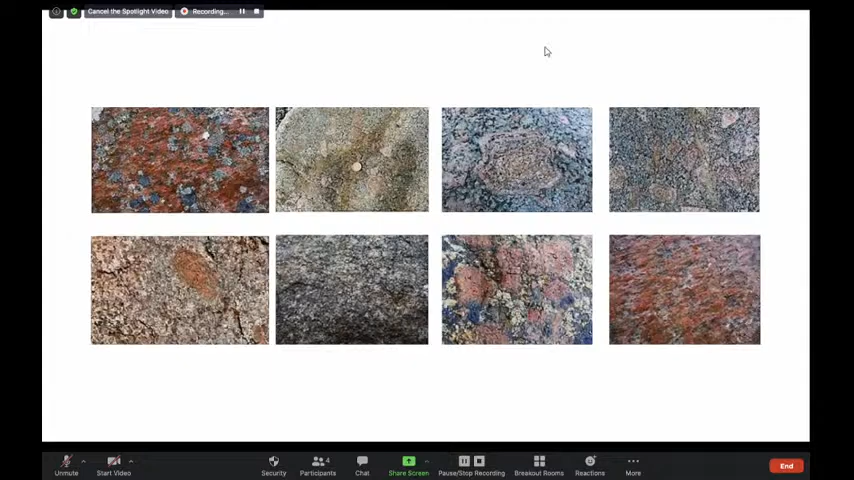 Cancel the Spotlight Video
Recording...
Unmute
Start Video
Security
Participants
4
Chat
Share Screen
Pause/Stop Recording
Breakout Rooms
Reactions
More
End